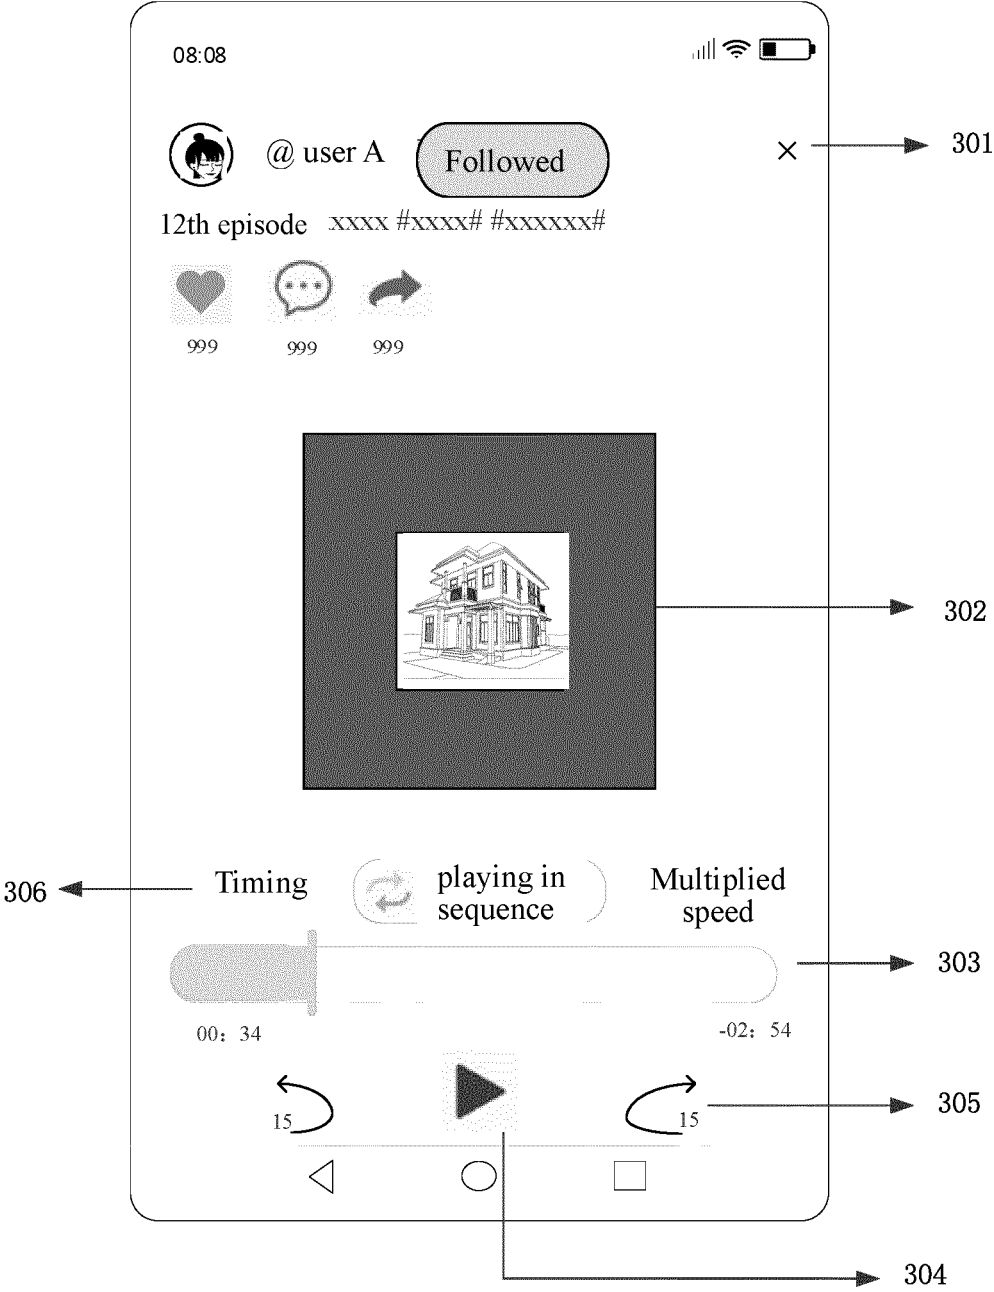 08:08
@ user A Followed
301
12th episode xxxx #xxxx# #xxxxxx#
999 999 999
302
306
Timing playing in sequence Multiplied speed
303
00: 34 -02: 54
15 15
305
304